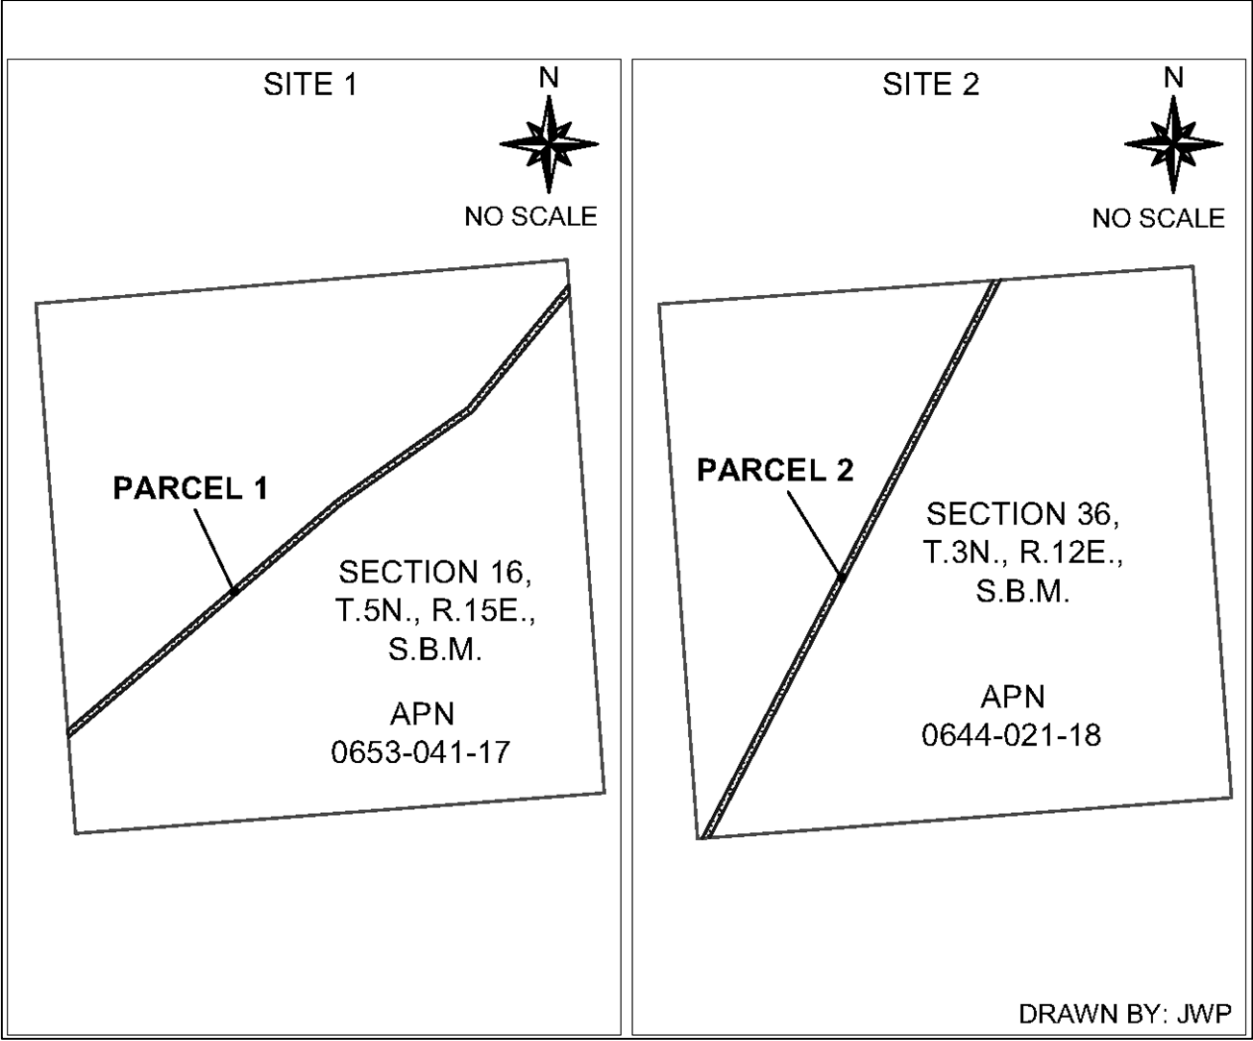 SITE 1
N
NO SCALE
PARCEL 1
SECTION 16,
T.5N., R.15E.,
S.B.M.
APN
0653-041-17
SITE 2
N
NO SCALE
PARCEL 2
SECTION 36,
T.3N., R.12E.,
S.B.M.
APN
0644-021-18
DRAWN BY: JWP